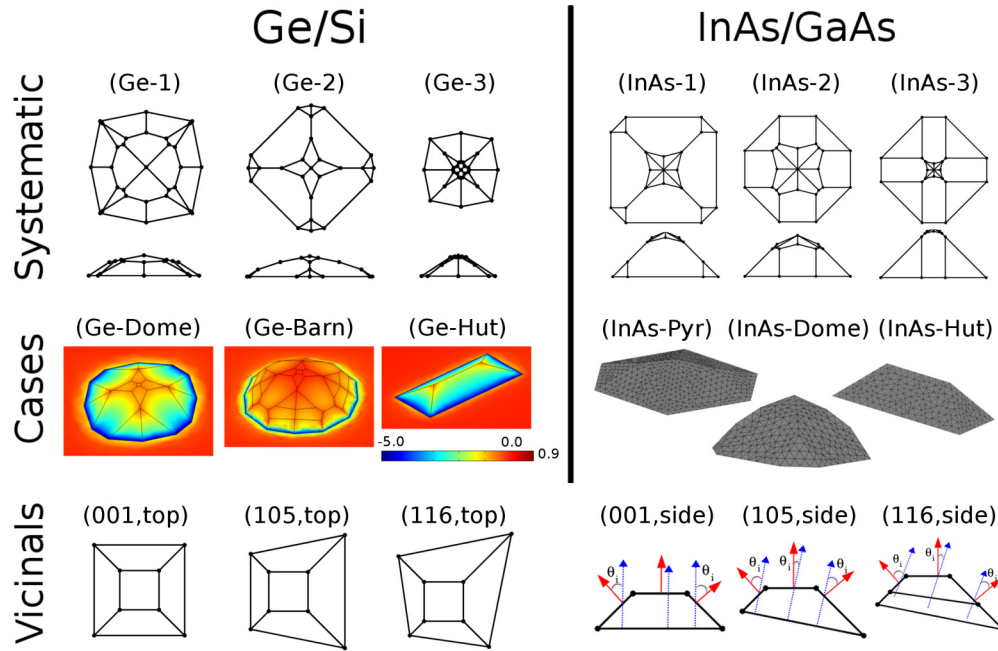 Ge/Si
InAs/GaAs
Systematic
(Ge-1)
(Ge-2)
(Ge-3)
(InAs-1)
(InAs-2)
(InAs-3)
Cases
(Ge-Dome)
(Ge-Barn)
(Ge-Hut)
(InAs-Pyr)
(InAs-Dome)
(InAs-Hut)
-5.0
0.0
0.9
Vicinals
(001,top)
(105,top)
(116,top)
(001,side)
(105,side)
(116,side)
θi
θi
θi
θi
θi
θi
θi
θi